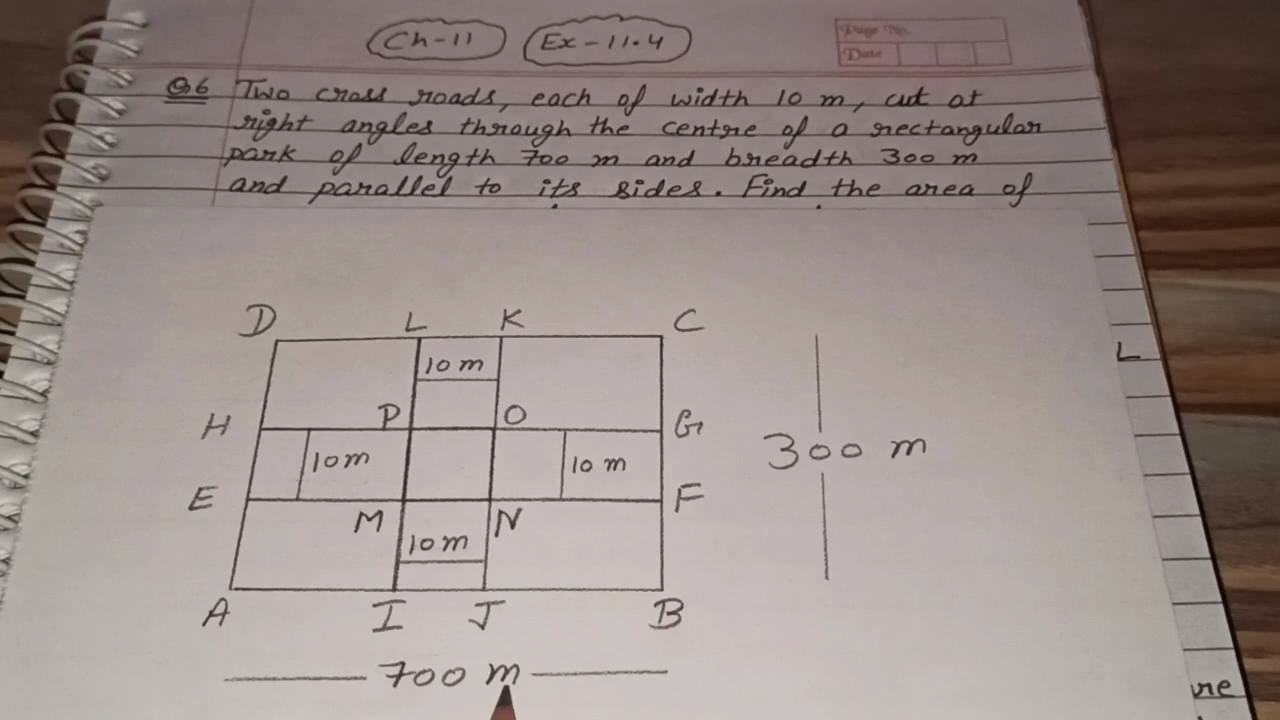 Ch-11 Ex-11.4
Page No.
Date
Q6 Two cross roads, each of width 10 m, cut at
right angles through the centre of a rectangular
park of length 700 m and breadth 300 m
and parallel to its sides. Find the area of
D L K C
10 m
L
H P O G
10m 10 m
300 m
E M N F
10m
A I J B
700 m